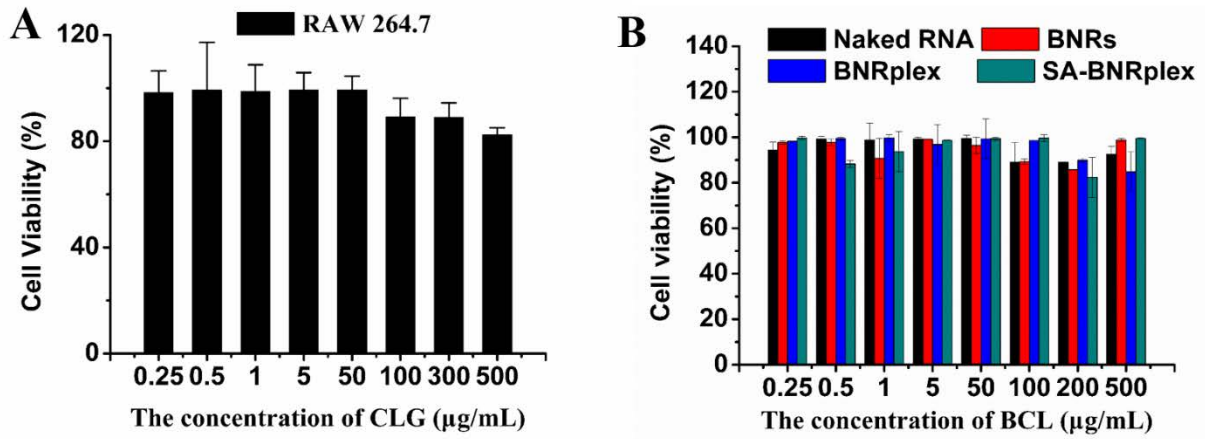 A
RAW 264.7
120
80
40
0
Cell Viability (%)
0.25 0.5 1 5 50 100 300 500
The concentration of CLG (µg/mL)
B
Naked RNA BNRs
BNRplex SA-BNRplex
140
120
100
80
60
40
20
0
Cell viability (%)
0.25 0.5 1 5 50 100 200 500
The concentration of BCL (µg/mL)